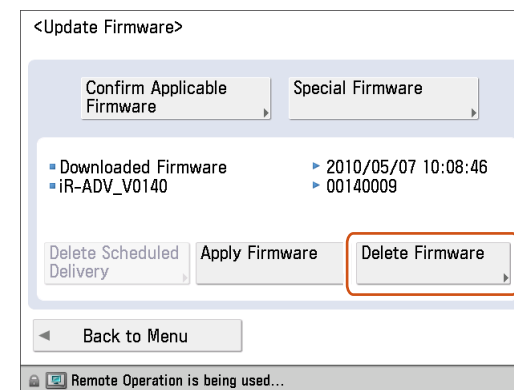 <Update Firmware>
Confirm Applicable
Firmware
Special Firmware
Downloaded Firmware
2010/05/07 10:08:46
iR-ADV_V0140
00140009
Delete Scheduled
Delivery
Apply Firmware
Delete Firmware
Back to Menu
Remote Operation is being used...